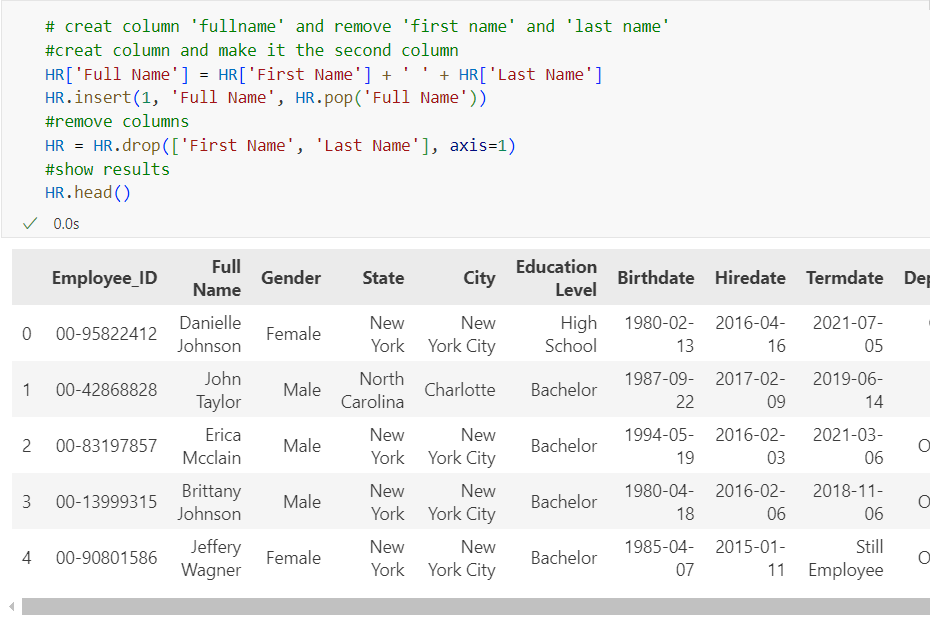 # creat column 'fullname' and remove 'first name' and 'last name'
#creat column and make it the second column
HR['Full Name'] = HR['First Name'] + ' ' + HR['Last Name']
HR.insert(1, 'Full Name', HR.pop('Full Name'))
#remove columns
HR = HR.drop(['First Name', 'Last Name'], axis=1)
#show results
HR.head()
0.0s
Employee_ID Full Name Gender State City Education Level Birthdate Hiredate Termdate
0 00-95822412 Danielle Johnson Female New York New York City High School 1980-02-13 2016-04-16 2021-07-05
1 00-42868828 John Taylor Male North Carolina Charlotte Bachelor 1987-09-22 2017-02-09 2019-06-14
2 00-83197857 Erica Mcclain Male New York New York City Bachelor 1994-05-19 2016-02-03 2021-03-06
3 00-13999315 Brittany Johnson Male New York New York City Bachelor 1980-04-18 2016-02-06 2018-11-06
4 00-90801586 Jeffery Wagner Female New York New York City Bachelor 1985-04-07 2015-01-11 Still Employee